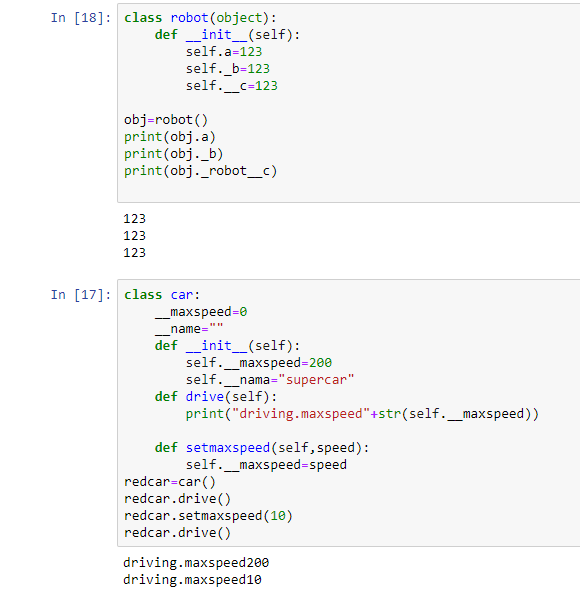 In [18]: class robot(object):
    def __init__(self):
        self.a=123
        self._b=123
        self.__c=123

obj=robot()
print(obj.a)
print(obj._b)
print(obj._robot__c)

123
123
123

In [17]: class car:
    __maxspeed=0
    __name=""
    def __init__(self):
        self.__maxspeed=200
        self.__nama="supercar"
    def drive(self):
        print("driving.maxspeed"+str(self.__maxspeed))

    def setmaxspeed(self,speed):
        self.__maxspeed=speed
redcar=car()
redcar.drive()
redcar.setmaxspeed(10)
redcar.drive()

driving.maxspeed200
driving.maxspeed10